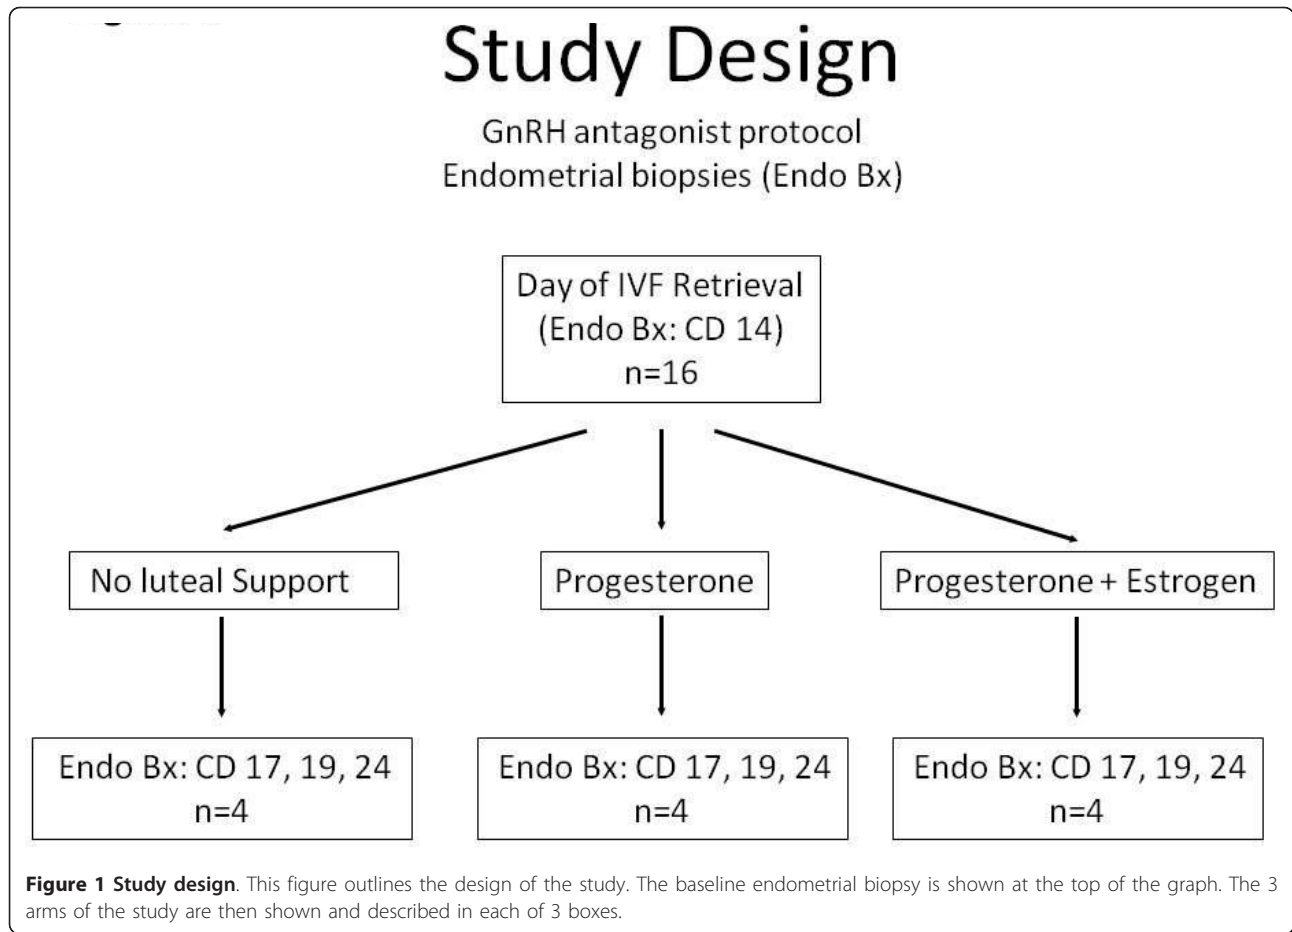 Study Design
GnRH antagonist protocol
Endometrial biopsies (Endo Bx)
Day of IVF Retrieval
(Endo Bx: CD 14)
n=16
No luteal Support
Progesterone
Progesterone + Estrogen
Endo Bx: CD 17, 19, 24
n=4
Endo Bx: CD 17, 19, 24
n=4
Endo Bx: CD 17, 19, 24
n=4
Figure 1 Study design. This figure outlines the design of the study. The baseline endometrial biopsy is shown at the top of the graph. The 3
arms of the study are then shown and described in each of 3 boxes.